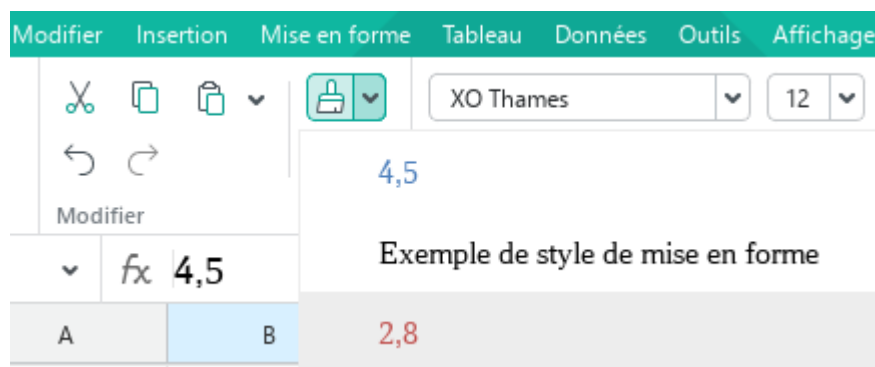 Modifier Insertion Mise en forme Tableau Données Outils Affichage
XO Thames 12
4,5
Modifier
Exemple de style de mise en forme
fx 4,5
A B 2,8